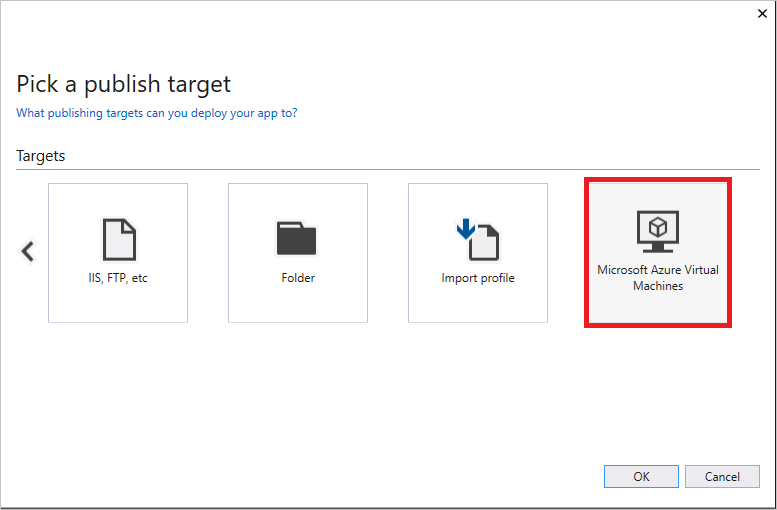 Pick a publish target
What publishing targets can you deploy your app to?
Targets
IIS, FTP, etc
Folder
Import profile
Microsoft Azure Virtual
Machines
OK
Cancel